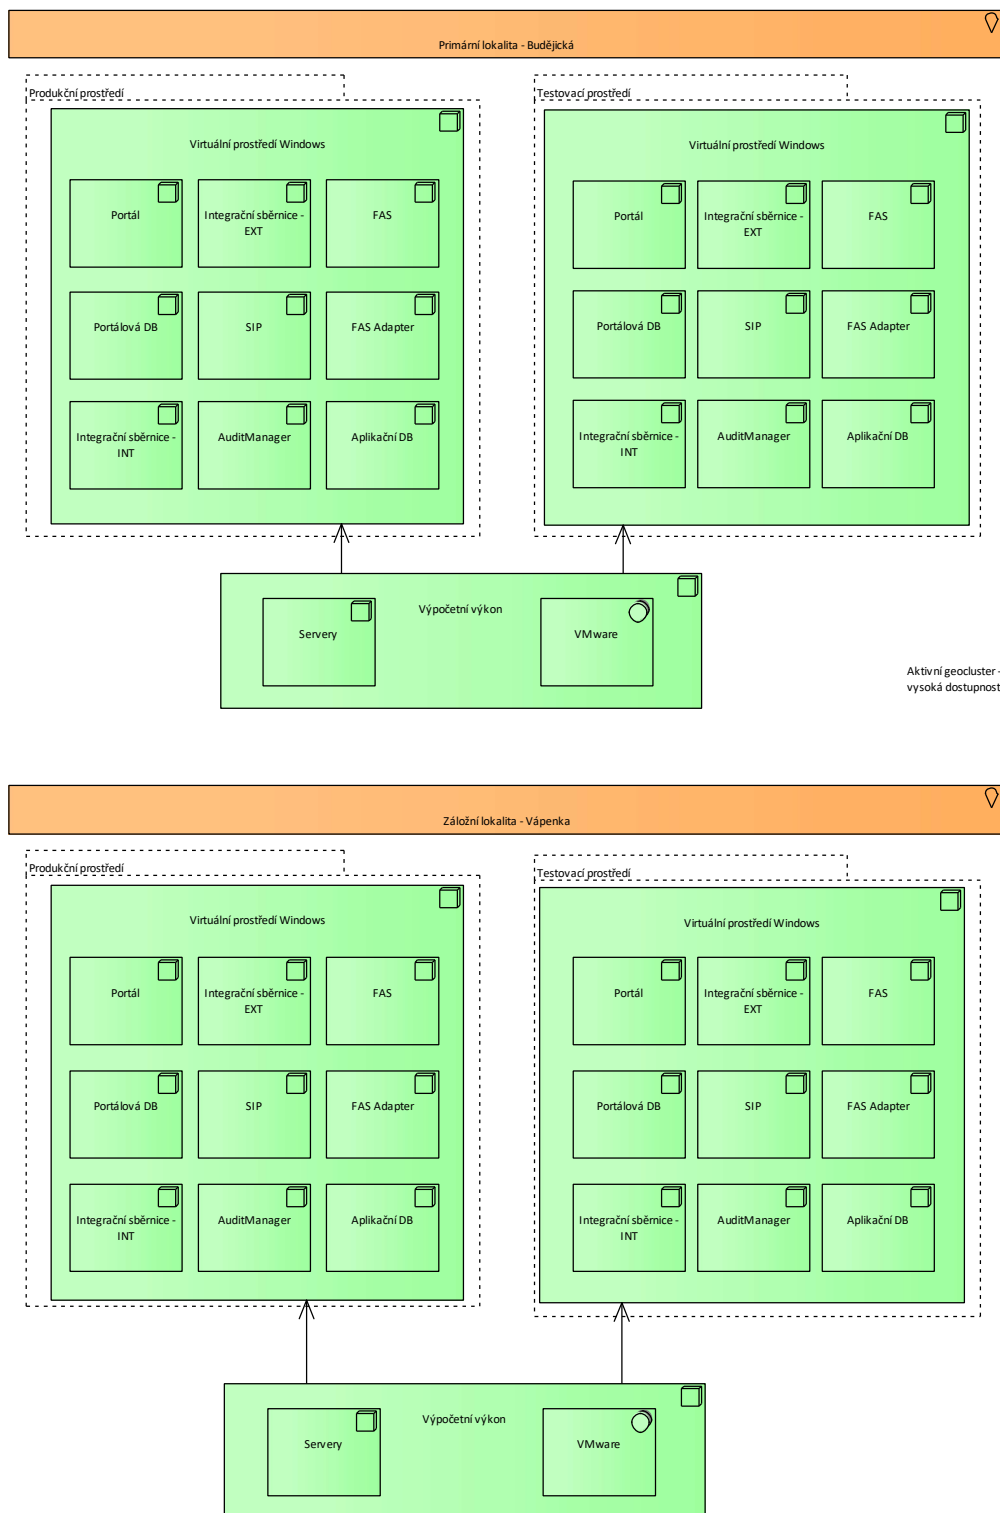 Primární lokalita - Budějická
Produkční prostředí
Testovací prostředí
Virtuální prostředí Windows
Virtuální prostředí Windows
Portál
Integrační sběrnice -
EXT
FAS
Portál
Integrační sběrnice -
EXT
FAS
Portálová DB
SIP
FAS Adapter
Portálová DB
SIP
FAS Adapter
Integrační sběrnice -
INT
AuditManager
Aplikační DB
Integrační sběrnice -
INT
AuditManager
Aplikační DB
Výpočetní výkon
Servery
VMware
Aktivní geocluster -
vysoká dostupnost
Záložní lokalita - Vápenka
Produkční prostředí
Testovací prostředí
Virtuální prostředí Windows
Virtuální prostředí Windows
Portál
Integrační sběrnice -
EXT
FAS
Portál
Integrační sběrnice -
EXT
FAS
Portálová DB
SIP
FAS Adapter
Portálová DB
SIP
FAS Adapter
Integrační sběrnice -
INT
AuditManager
Aplikační DB
Integrační sběrnice -
INT
AuditManager
Aplikační DB
Výpočetní výkon
Servery
VMware